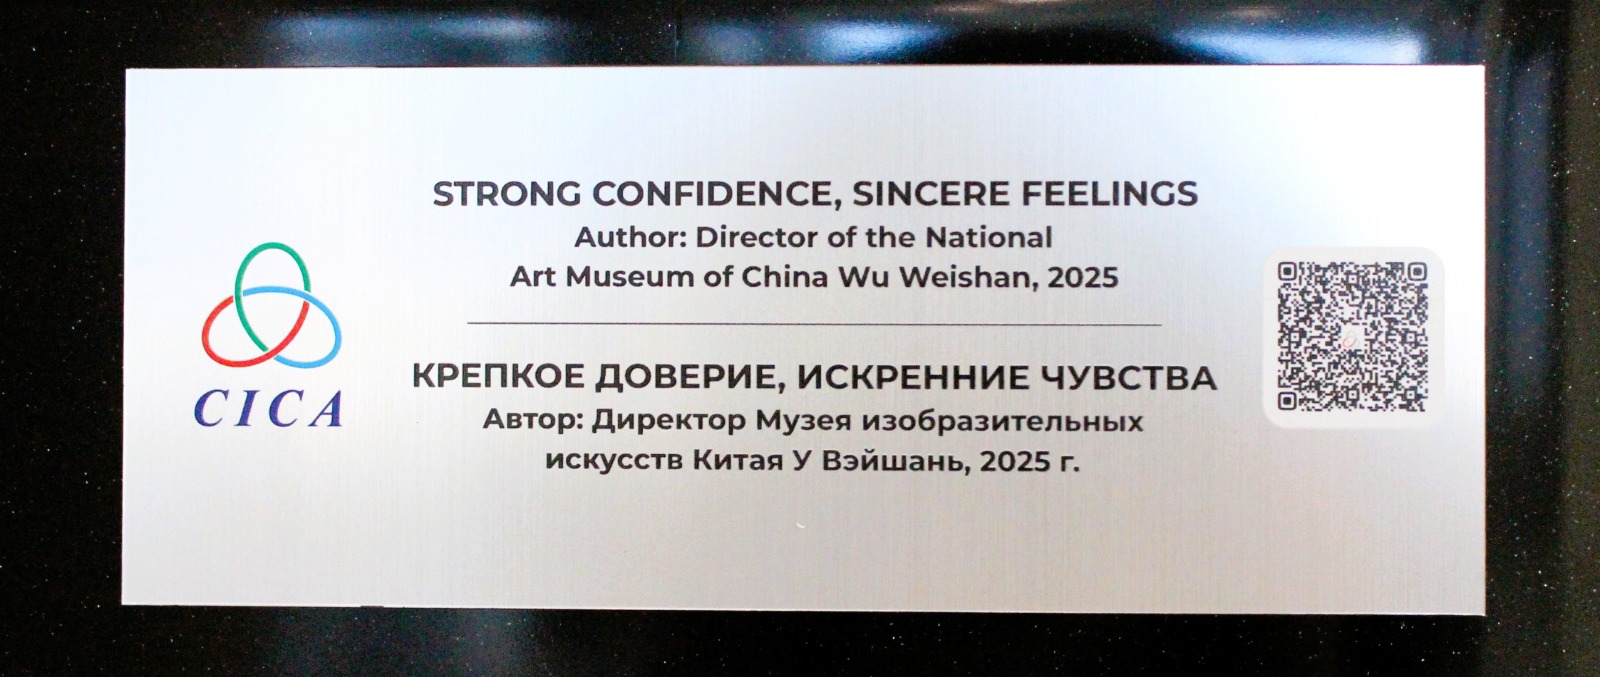 STRONG CONFIDENCE, SINCERE FEELINGS
Author: Director of the National
Art Museum of China Wu Weishan, 2025
CICA
КРЕПКОЕ ДОВЕРИЕ, ИСКРЕННИЕ ЧУВСТВА
Автор: Директор Музея изобразительных
искусств Китая У Вэйшань, 2025 г.